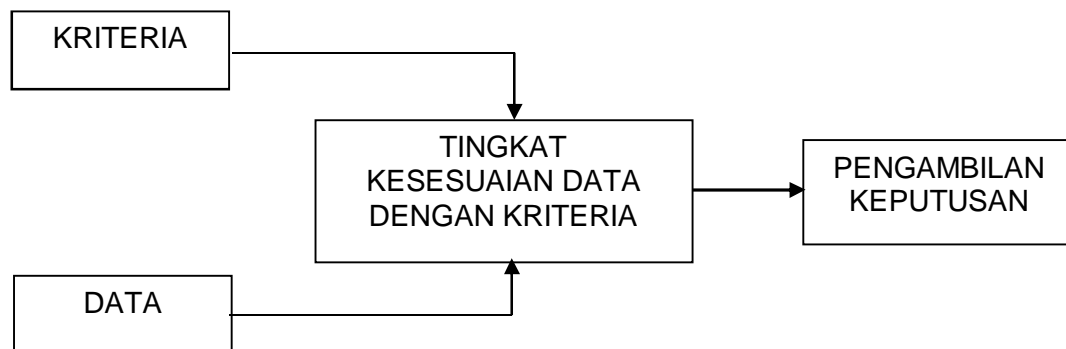 KRITERIA
TINGKAT
KESESUAIAN DATA
DENGAN KRITERIA
PENGAMBILAN
KEPUTUSAN
DATA